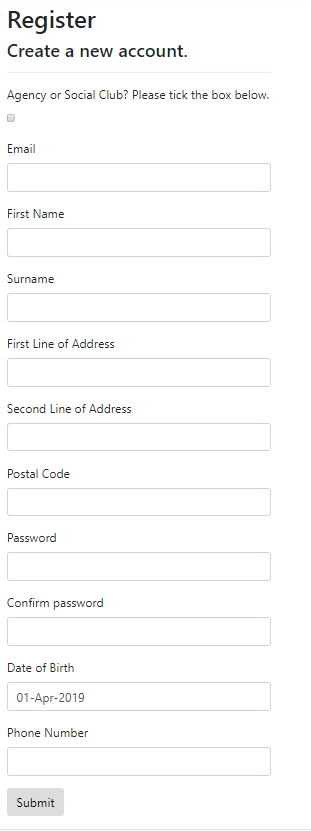 Register
Create a new account.
Agency or Social Club? Please tick the box below.
Email
First Name
Surname
First Line of Address
Second Line of Address
Postal Code
Password
Confirm password
Date of Birth
01-Apr-2019
Phone Number
Submit